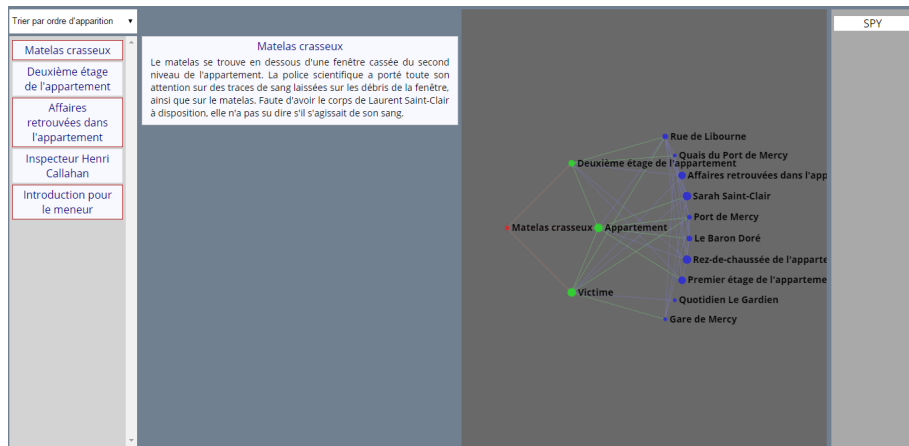 Trier par ordre d'apparition
Matelas crasseux
Deuxième étage
de l'appartement
Affaires
retrouvées dans
l'appartement
Inspecteur Henri
Callahan
Introduction pour
le meneur
Matelas crasseux
Le matelas se trouve en dessous d'une fenêtre cassée du second
niveau de l'appartement. La police scientifique a porté toute son
attention sur des traces de sang laissées sur les débris de la fenêtre,
ainsi que sur le matelas. Faute d'avoir le corps de Laurent Saint-Clair
à disposition, elle n'a pas su dire s'il s'agissait de son sang.
Rue de Libourne
Quais du Port de Mercy
Deuxième étage de l'appartement
Affaires retrouvées dans l'app
Sarah Saint-Clair
Port de Mercy
Matelas crasseux
Appartement
Le Baron Doré
Rez-de-chaussée de l'apparte
Premier étage de l'apparteme
Victime
Quotidien Le Gardien
Gare de Mercy
SPY